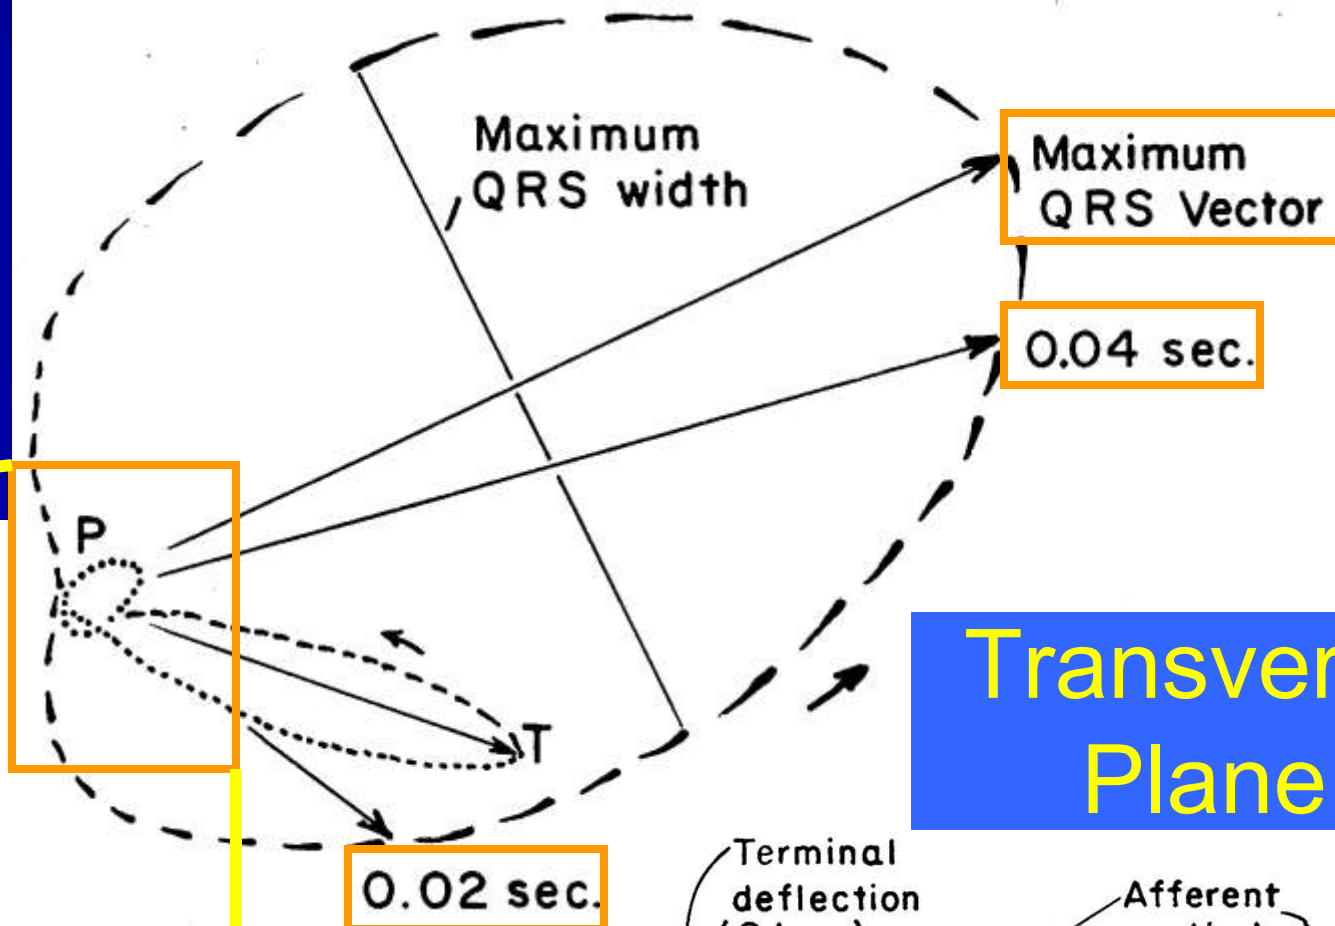 Maximum
QRS width
Maximum
QRS Vector
0.04 sec.
P
T
0.02 sec.
Transver
Plane
Terminal
deflection
Afferent